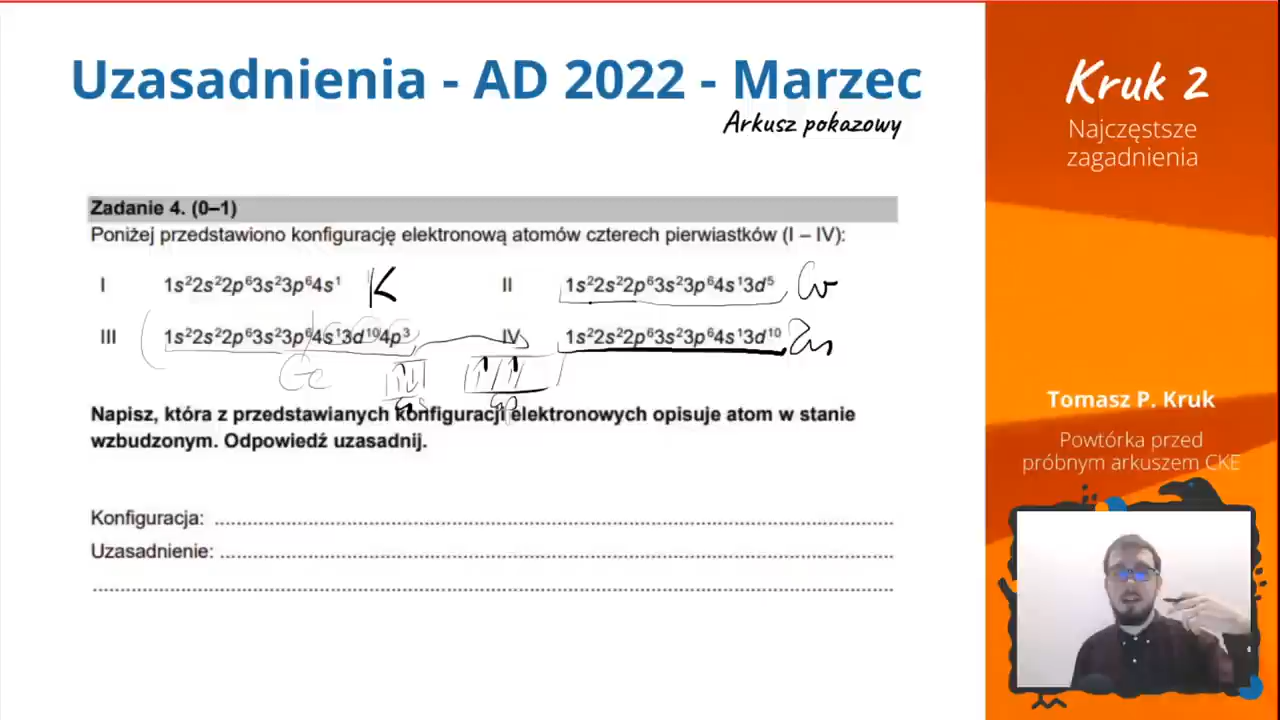 Uzasadnienia - AD 2022 - Marzec
Arkusz pokazowy
Zadanie 4. (0–1)
Poniżej przedstawiono konfigurację elektronową atomów czterech pierwiastków (I – IV):
I 1s²2s²2p⁶3s²3p⁶4s¹ K II 1s²2s²2p⁶3s²3p⁶4s¹3d⁵
III 1s²2s²2p⁶3s²3p⁶4s¹3d¹⁰4p³ IV 1s²2s²2p⁶3s²3p⁶4s¹3d¹⁰ Zn
Ge ↑↓ ↑ ↑
4p
Napisz, która z przedstawianych konfiguracji elektronowych opisuje atom w stanie
wzbudzonym. Odpowiedź uzasadnij.
Konfiguracja: ........................................
Uzasadnienie: ........................................
........................................
Kruk 2
Najczęstsze
zagadnienia
Tomasz P. Kruk
Powtórka przed
próbnym arkuszem CKE